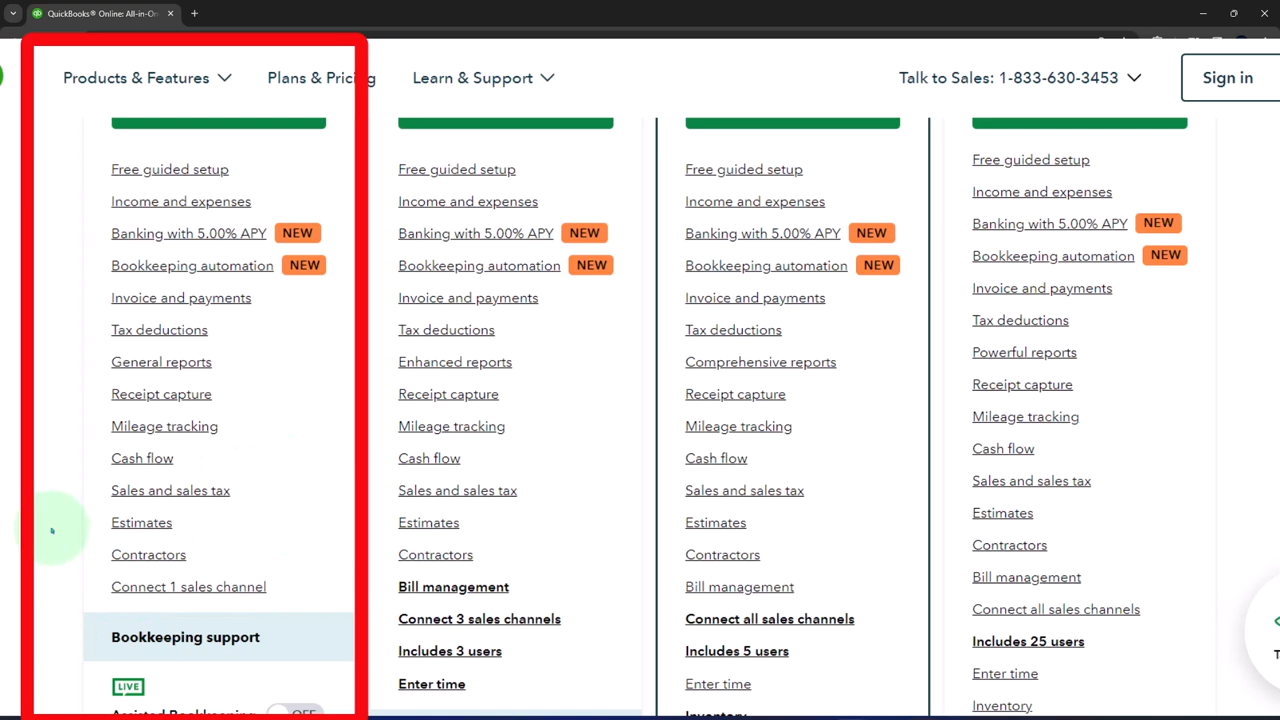 QuickBooks® Online: All-in-On
Products & Features
Plans & Pricing
Learn & Support
Talk to Sales: 1-833-630-3453
Sign in
Free guided setup
Income and expenses
Banking with 5.00% APY NEW
Bookkeeping automation NEW
Invoice and payments
Tax deductions
General reports
Receipt capture
Mileage tracking
Cash flow
Sales and sales tax
Estimates
Contractors
Connect 1 sales channel
Bookkeeping support
LIVE
Assisted Bookkeeping OFF
Free guided setup
Income and expenses
Banking with 5.00% APY NEW
Bookkeeping automation NEW
Invoice and payments
Tax deductions
Enhanced reports
Receipt capture
Mileage tracking
Cash flow
Sales and sales tax
Estimates
Contractors
Bill management
Connect 3 sales channels
Includes 3 users
Enter time
Free guided setup
Income and expenses
Banking with 5.00% APY NEW
Bookkeeping automation NEW
Invoice and payments
Tax deductions
Comprehensive reports
Receipt capture
Mileage tracking
Cash flow
Sales and sales tax
Estimates
Contractors
Bill management
Connect all sales channels
Includes 5 users
Enter time
Inventory
Free guided setup
Income and expenses
Banking with 5.00% APY NEW
Bookkeeping automation NEW
Invoice and payments
Tax deductions
Powerful reports
Receipt capture
Mileage tracking
Cash flow
Sales and sales tax
Estimates
Contractors
Bill management
Connect all sales channels
Includes 25 users
Enter time
Inventory